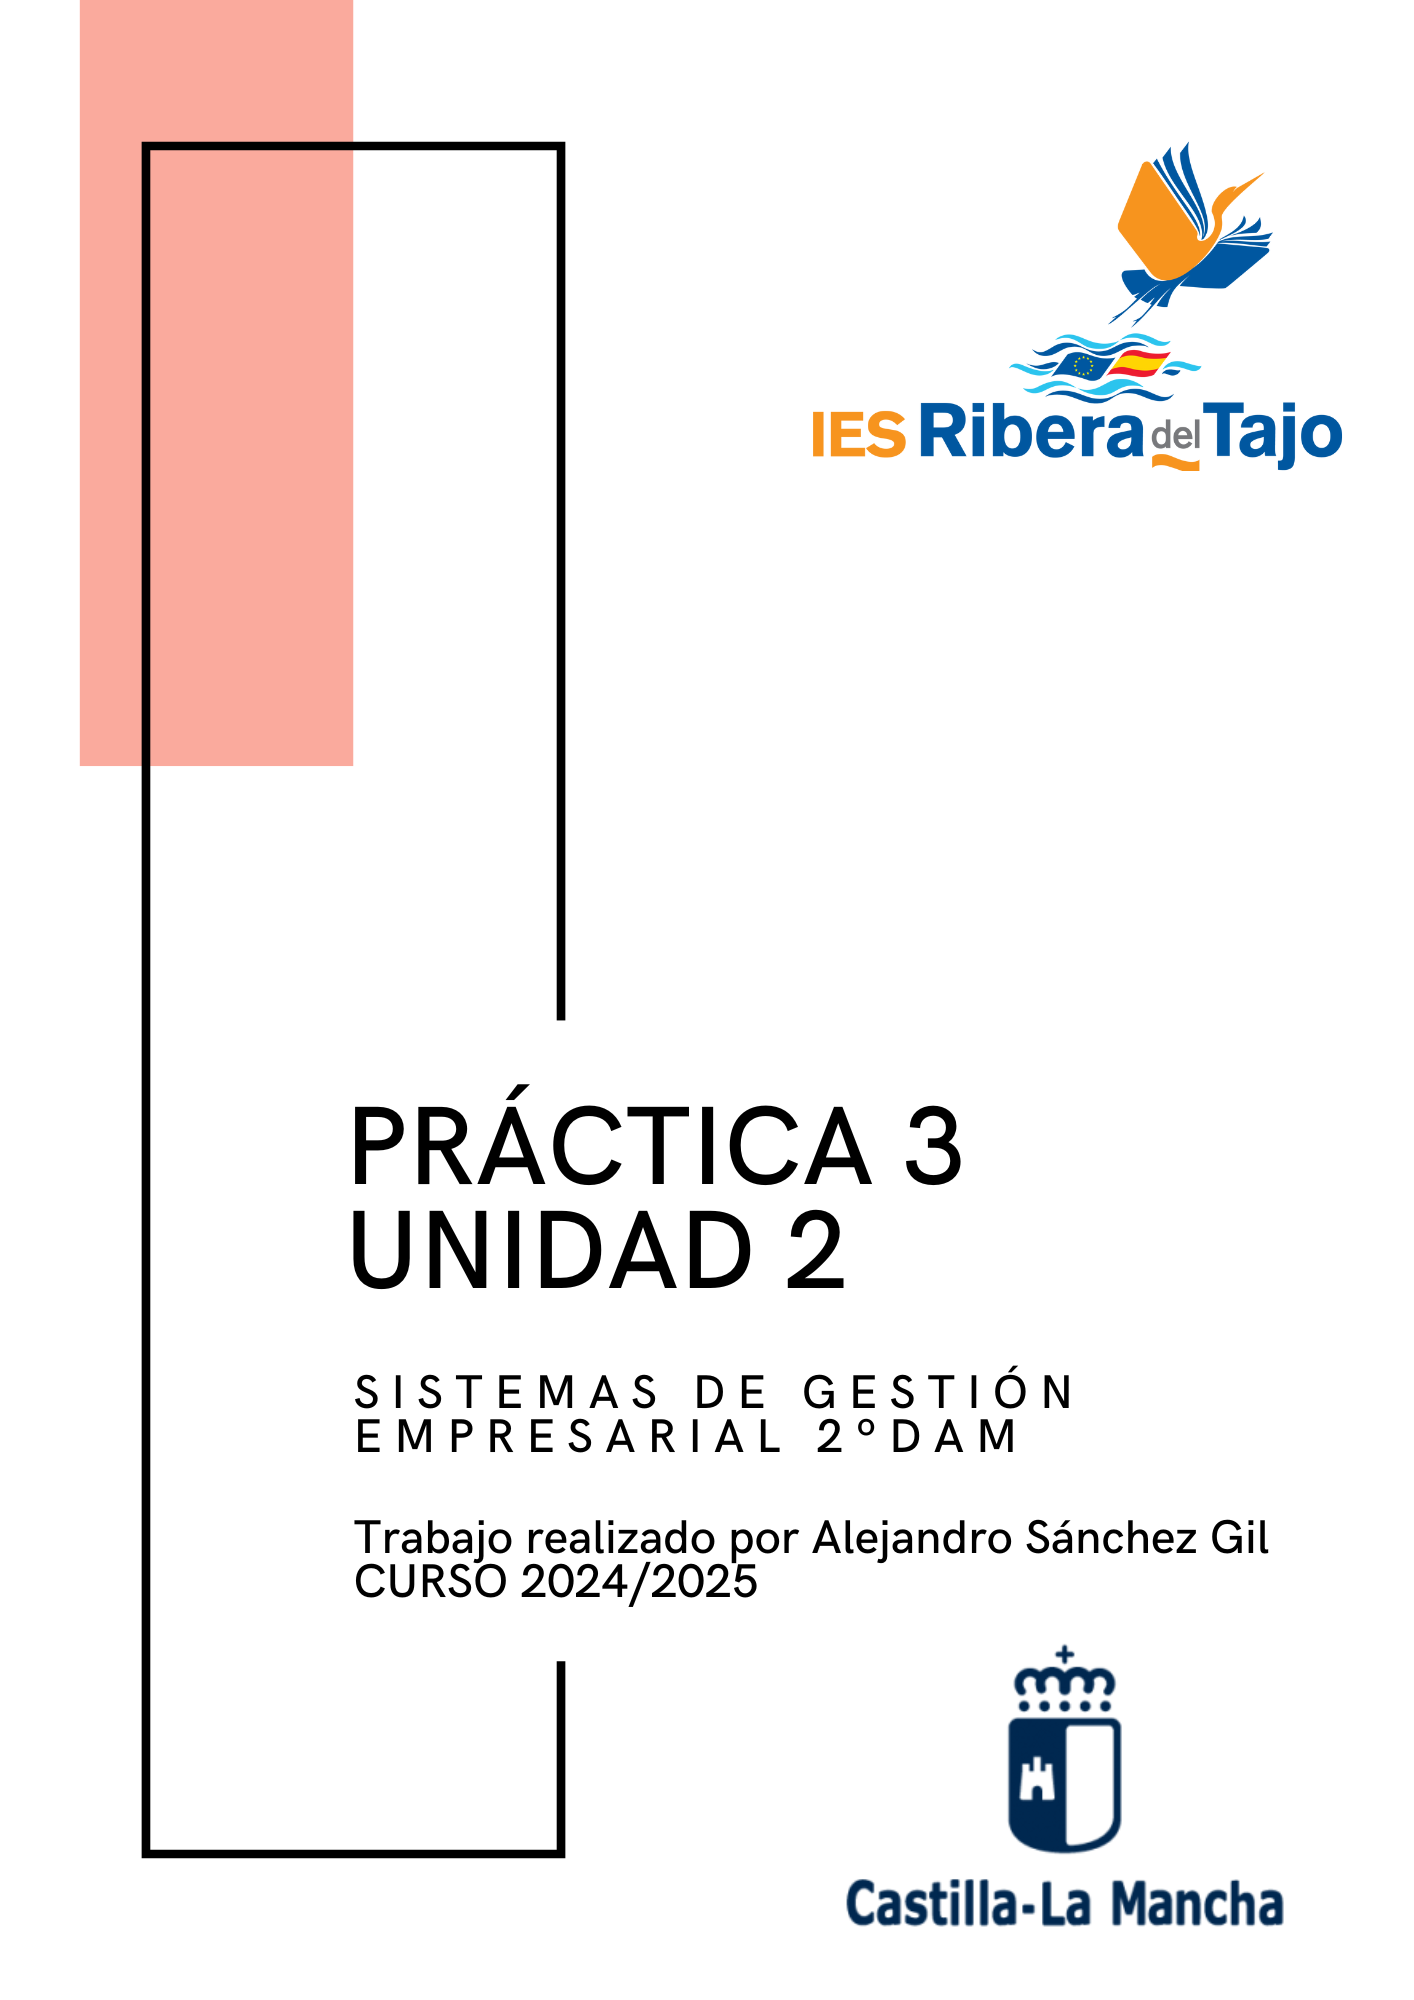 IES Ribera del Tajo
PRÁCTICA 3
UNIDAD 2
SISTEMAS DE GESTIÓN
EMPRESARIAL 2ºDAM
Trabajo realizado por Alejandro Sánchez Gil
CURSO 2024/2025
Castilla-La Mancha